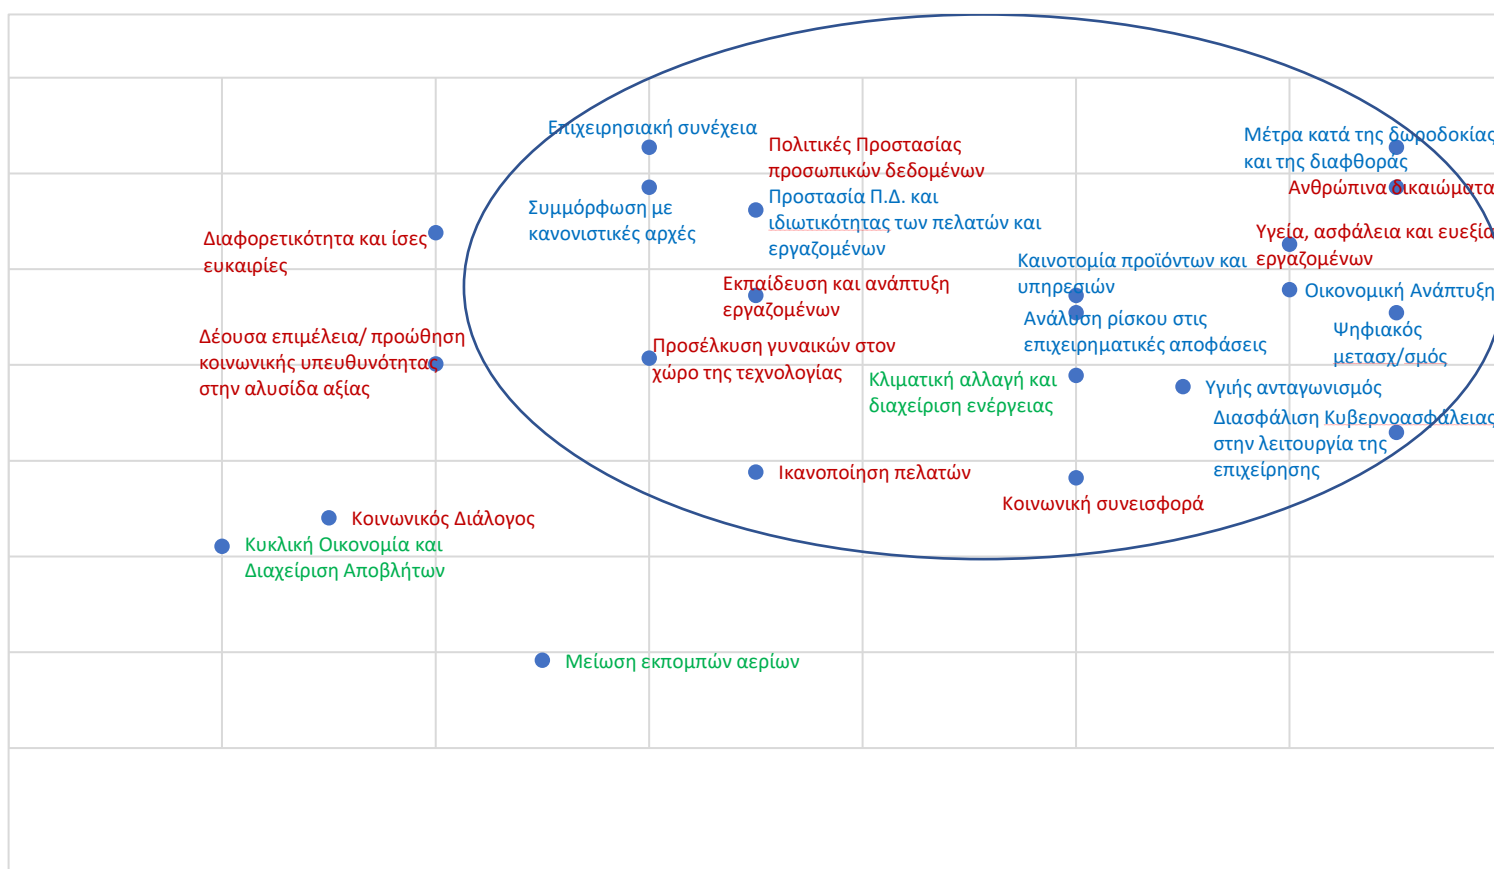 Επιχειρησιακή συνέχεια
Πολιτικές Προστασίας
προσωπικών δεδομένων
Μέτρα κατά της δωροδοκίας
και της διαφθοράς
Ανθρώπινα δικαιώματα
Συμμόρφωση με
κανονιστικές αρχές
Προστασία Π.Δ. και
ιδιωτικότητας των πελατών και
εργαζομένων
Διαφορετικότητα και ίσες
ευκαιρίες
Υγεία, ασφάλεια και ευεξία
εργαζομένων
Καινοτομία προϊόντων και
υπηρεσιών
Εκπαίδευση και ανάπτυξη
εργαζομένων
Οικονομική Ανάπτυξη
Ανάλυση ρίσκου στις
επιχειρηματικές αποφάσεις
Ψηφιακός
μετασχ/σμός
Δέουσα επιμέλεια/ προώθηση
κοινωνικής υπευθυνότητας
στην αλυσίδα αξίας
Προσέλκυση γυναικών στον
χώρο της τεχνολογίας
Κλιματική αλλαγή και
διαχείριση ενέργειας
Υγιής ανταγωνισμός
Διασφάλιση Κυβερνοασφάλειας
στην λειτουργία της
επιχείρησης
Ικανοποίηση πελατών
Κοινωνική συνεισφορά
Κοινωνικός Διάλογος
Κυκλική Οικονομία και
Διαχείριση Αποβλήτων
Μείωση εκπομπών αερίων